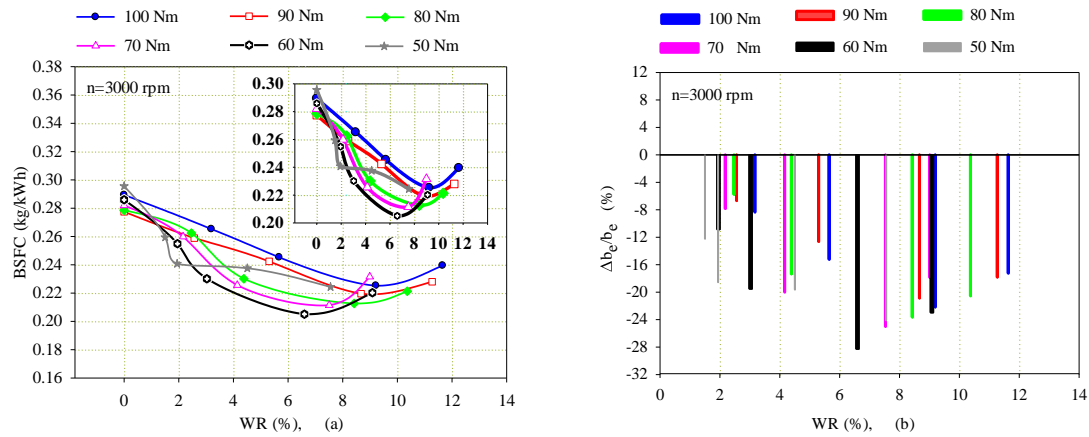 100 Nm 90 Nm 80 Nm
70 Nm 60 Nm 50 Nm
0.38
0.36
0.34
0.32
0.30
0.28
0.26
0.24
0.22
0.20
0.18
0.16
BSFC (kg/kWh)
n=3000 rpm
0.30
0.28
0.26
0.24
0.22
0.20
0 2 4 6 8 10 12 14
0 2 4 6 8 10 12 14
WR (%), (a)
100 Nm 90 Nm 80 Nm
70 Nm 60 Nm 50 Nm
12
8
4
0
-4
-8
-12
-16
-20
-24
-28
-32
Δbe/be (%)
n=3000 rpm
0 2 4 6 8 10 12 14
WR (%), (b)